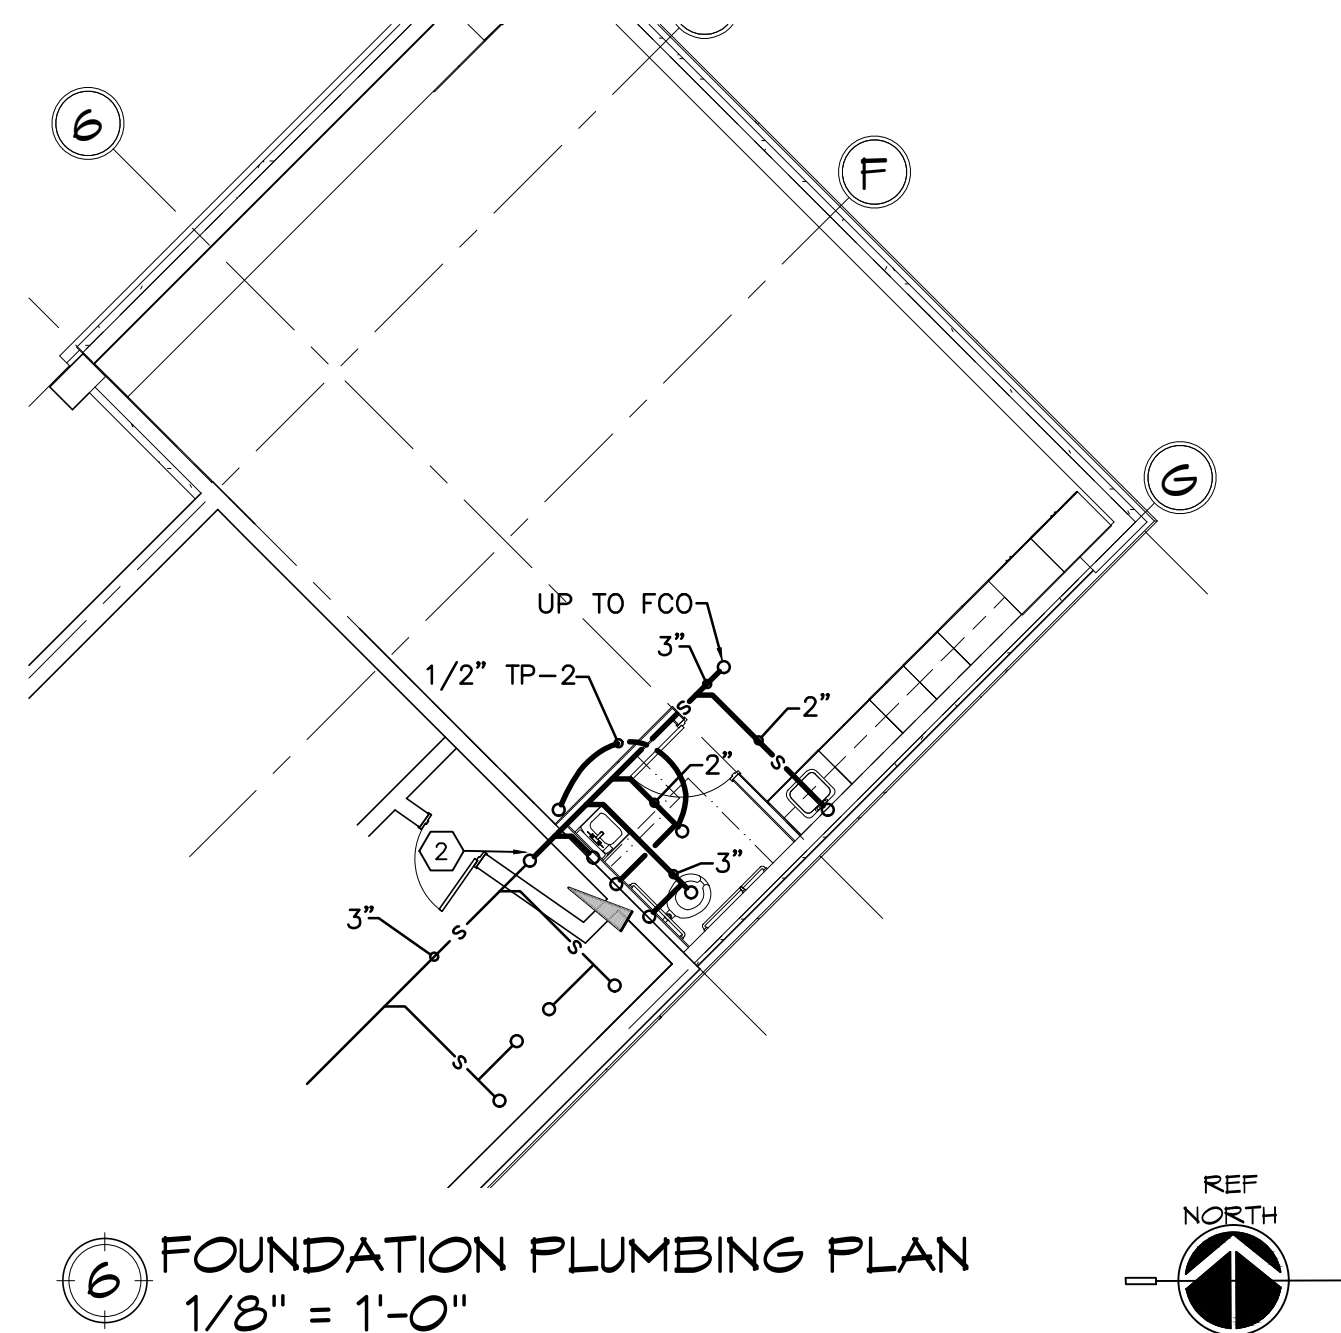 6
F
G
UP TO FCO
3”
1/2” TP-2
2”
2”
2
3”
3”
S
S
S
S
S
REF
NORTH
6
FOUNDATION PLUMBING PLAN
1/8" = 1'-0"